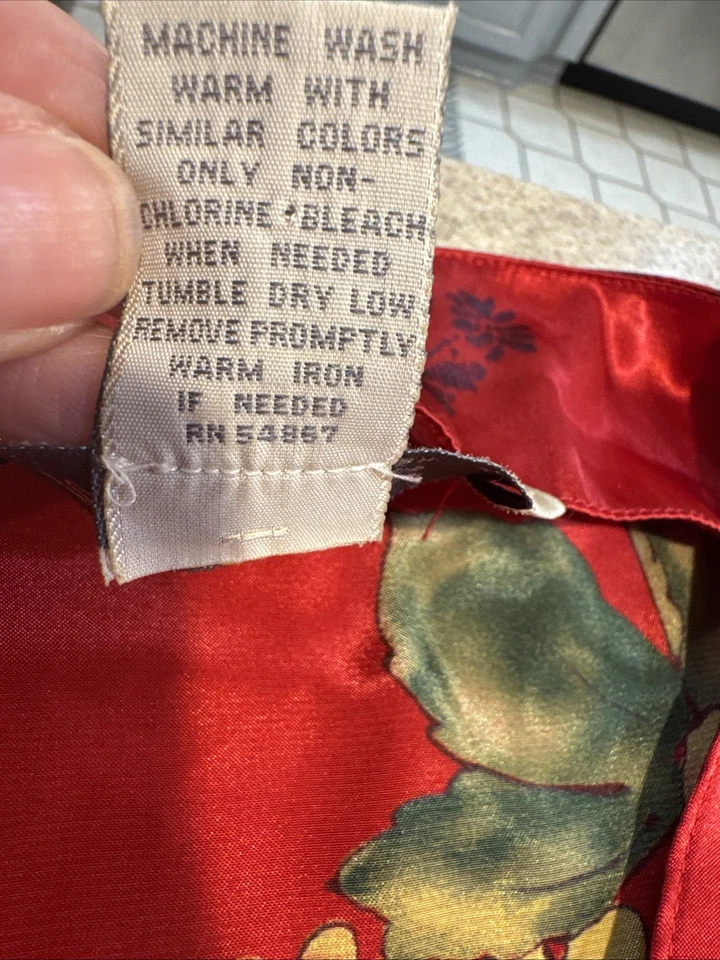 MACHINE WASH
WARM WITH
SIMILAR COLORS
ONLY NON-
CHLORINE BLEACH
WHEN NEEDED
TUMBLE DRY LOW
REMOVE PROMPTLY
WARM IRON
IF NEEDED
RN 54867